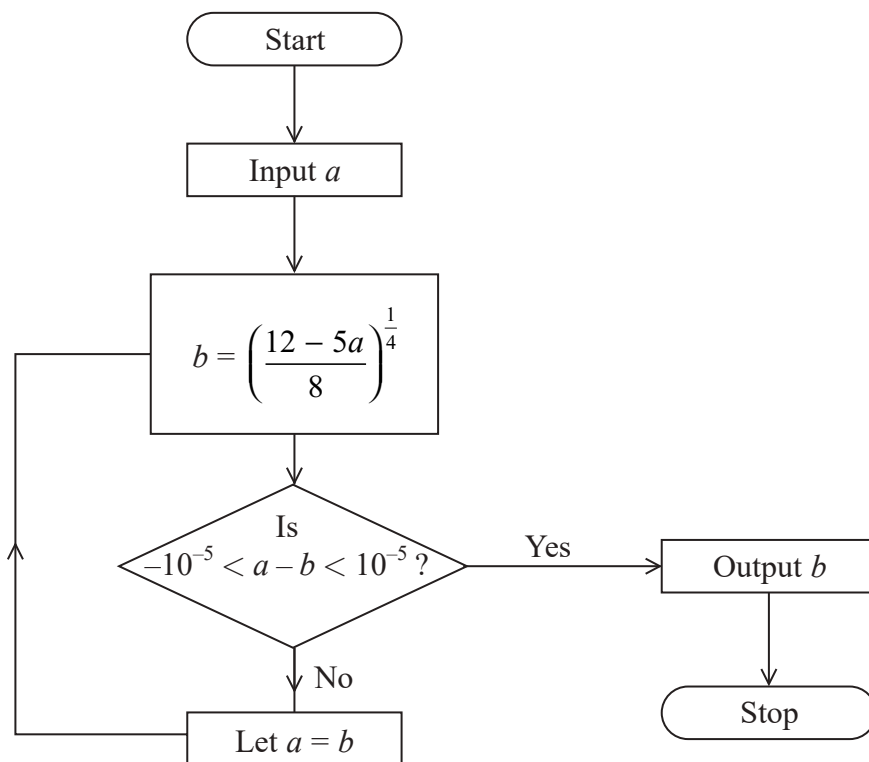 Start
Input a
b = ((12 − 5a)/8)^(1/4)
Is
–10⁻⁵ < a – b < 10⁻⁵ ?
Yes
Output b
No
Let a = b
Stop